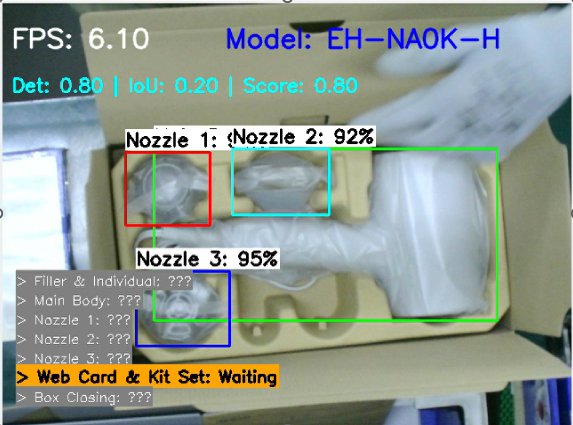 FPS: 6.10
Model: EH-NA0K-H
Det: 0.80 | IoU: 0.20 | Score: 0.80
Nozzle 1:
Nozzle 2: 92%
Nozzle 3: 95%
> Filler & Individual: ???
> Main Body: ???
> Nozzle 1: ???
> Nozzle 2: ???
> Nozzle 3: ???
> Web Card & Kit Set: Waiting
> Box Closing: ???